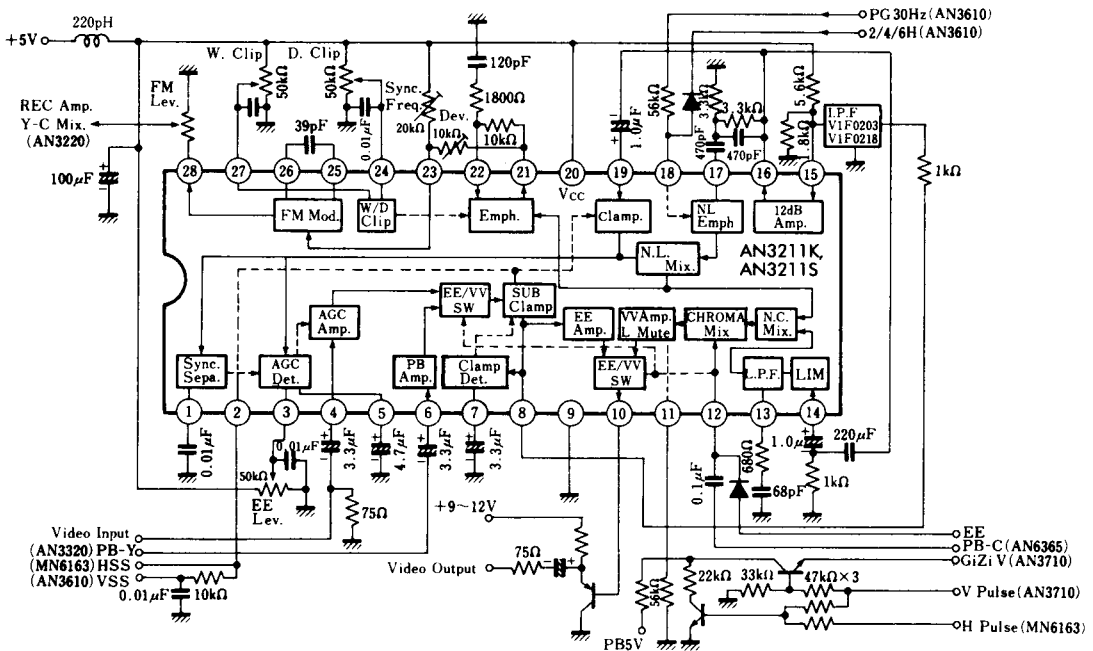 220pH
PG30Hz(AN3610)
+5V
2/4/6H(AN3610)
W. Clip
D. Clip
FM
Lev.
50kΩ
50kΩ
Sync.
Freq.
120pF
56kΩ
3.3kΩ
5.6kΩ
REC Amp.
Y-C Mix.
(AN3220)
39pF
0.01μF
20kΩ
Dev.
10kΩ
1800Ω
10kΩ
1.0μF
+
470pF
3.3kΩ
470pF
1.8kΩ
I.P.F
V1F0203
V1F0218
1kΩ
100μF
+
−
28
27
26
25
24
23
22
21
20
19
18
17
16
15
Vcc
FM Mod.
W/D
Clip
Emph.
Clamp.
NL
Emph
12dB
Amp.
AN3211K,
AN3211S
N.L.
Mix.
AGC
Amp.
EE/VV
SW
SUB
Clamp
EE
Amp.
VVAmp.
L Mute
CHROMA
Mix
N.C.
Mix.
Sync.
Sepa.
AGC
Det.
PB
Amp.
Clamp
Det.
EE/VV
SW
L.P.F.
LIM
1
2
3
4
5
6
7
8
9
10
11
12
13
14
0.01μF
0.01μF
+
−
3.3μF
+
−
4.7μF
+
−
3.3μF
+
−
3.3μF
0.1μF
680Ω
68pF
1.0μF
+
−
220μF
1kΩ
50kΩ
EE
Lev.
75Ω
Video Input
(AN3320) PB-Y
(MN6163) HSS
(AN3610) VSS
0.01μF
10kΩ
+9~12V
Video Output
75Ω
+
56kΩ
PB5V
22kΩ
33kΩ
47kΩ×3
EE
PB-C(AN6365)
GiZi V(AN3710)
V Pulse(AN3710)
H Pulse(MN6163)